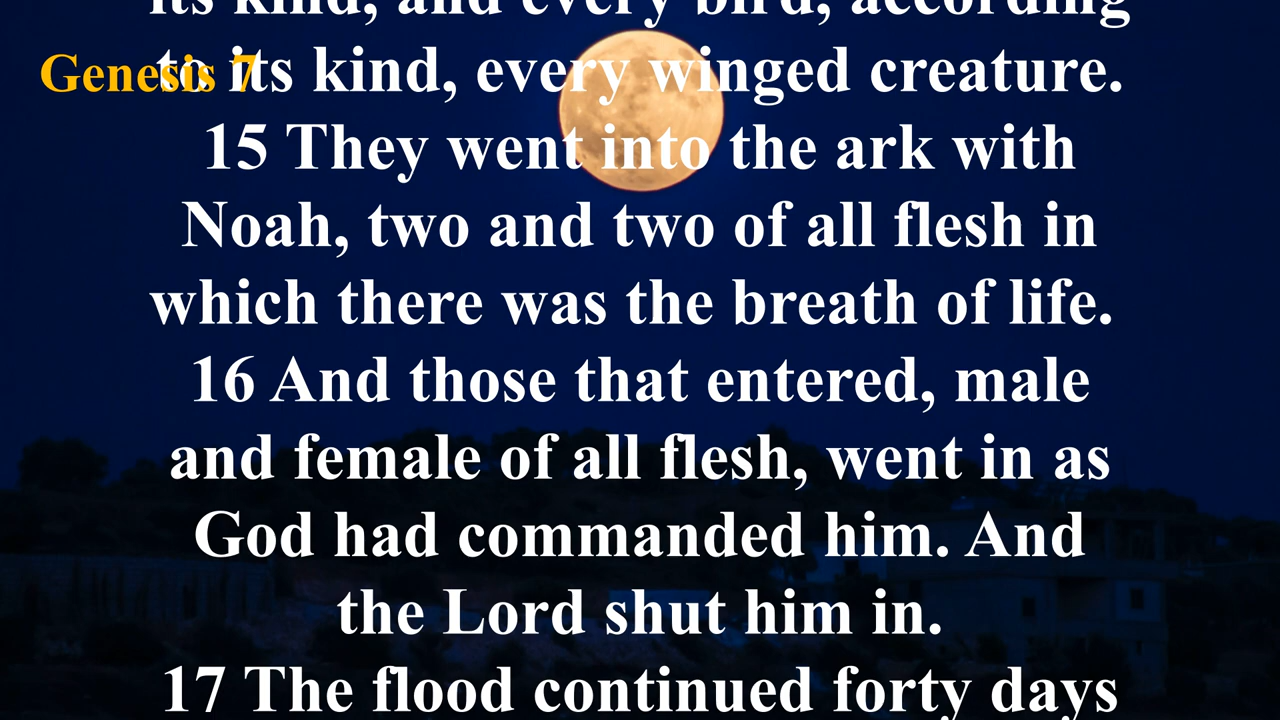 its kind, and every bird, according
Genesis 7
to its kind, every winged creature.
15 They went into the ark with
Noah, two and two of all flesh in
which there was the breath of life.
16 And those that entered, male
and female of all flesh, went in as
God had commanded him. And
the Lord shut him in.
17 The flood continued forty days